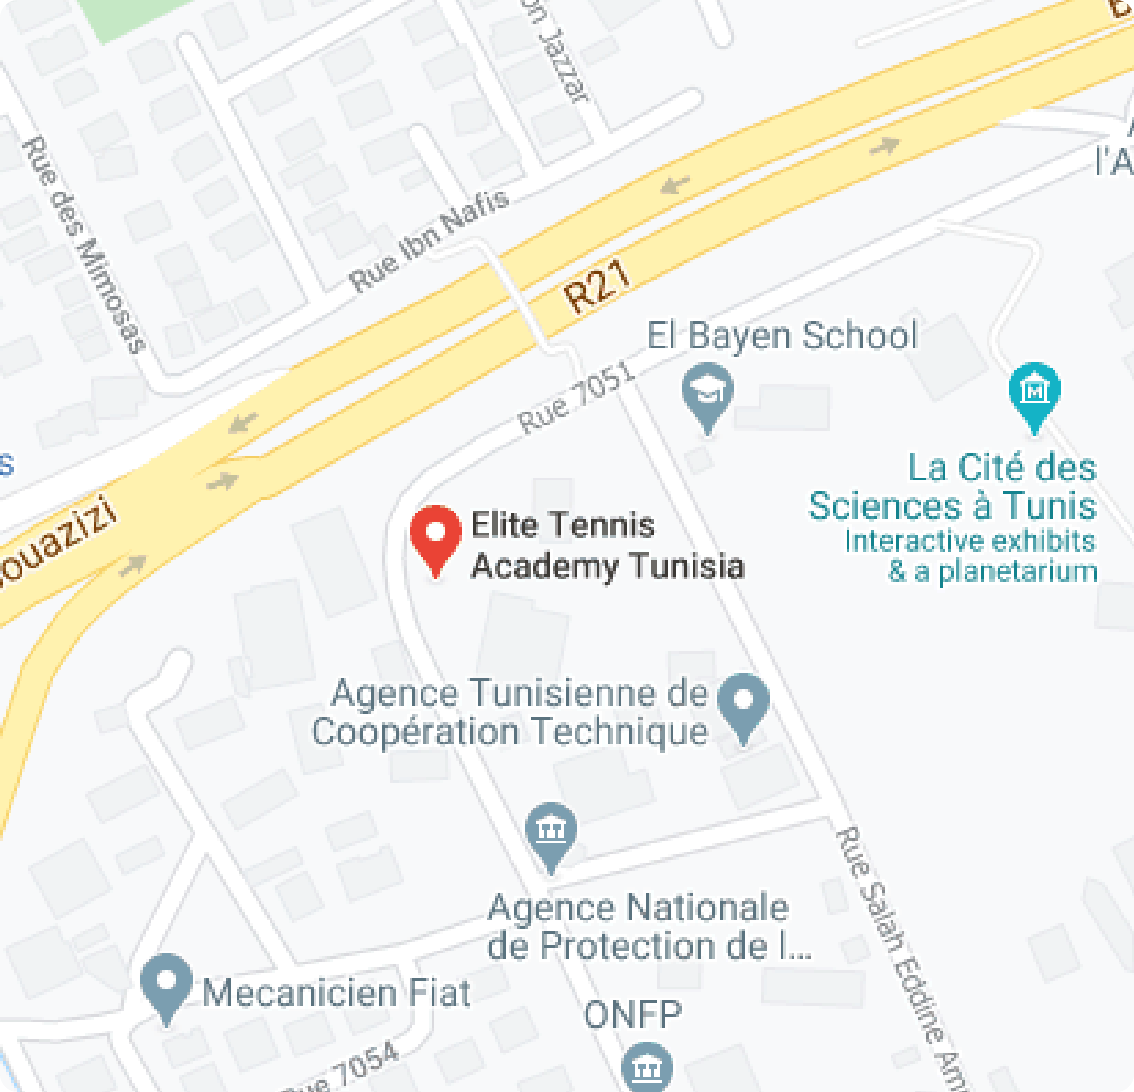 on Jazzar
l'A
Rue des Mimosas
Rue Ibn Nafis
R21
El Bayen School
Rue 7051
s
La Cité des
Sciences à Tunis
Interactive exhibits
& a planetarium
ouazizi
Elite Tennis
Academy Tunisia
Agence Tunisienne de
Coopération Technique
Rue Salah Eddine Am
Agence Nationale
de Protection de l...
Mecanicien Fiat
ONFP
ue 7054